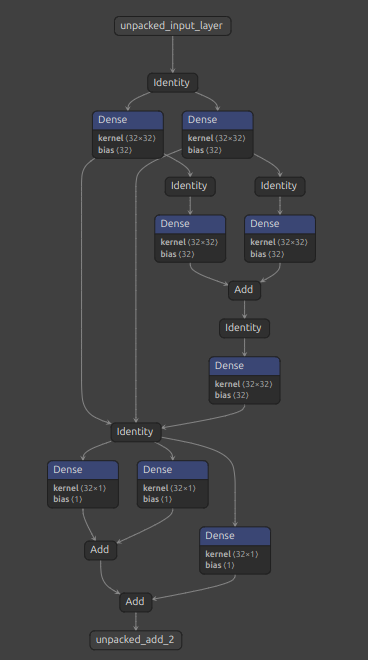 unpacked_input_layer
Identity
Dense
kernel ⟨32×32⟩
bias ⟨32⟩
Dense
kernel ⟨32×32⟩
bias ⟨32⟩
Identity
Identity
Dense
kernel ⟨32×32⟩
bias ⟨32⟩
Dense
kernel ⟨32×32⟩
bias ⟨32⟩
Add
Identity
Dense
kernel ⟨32×32⟩
bias ⟨32⟩
Identity
Dense
kernel ⟨32×1⟩
bias ⟨1⟩
Dense
kernel ⟨32×1⟩
bias ⟨1⟩
Dense
kernel ⟨32×1⟩
bias ⟨1⟩
Add
Add
unpacked_add_2